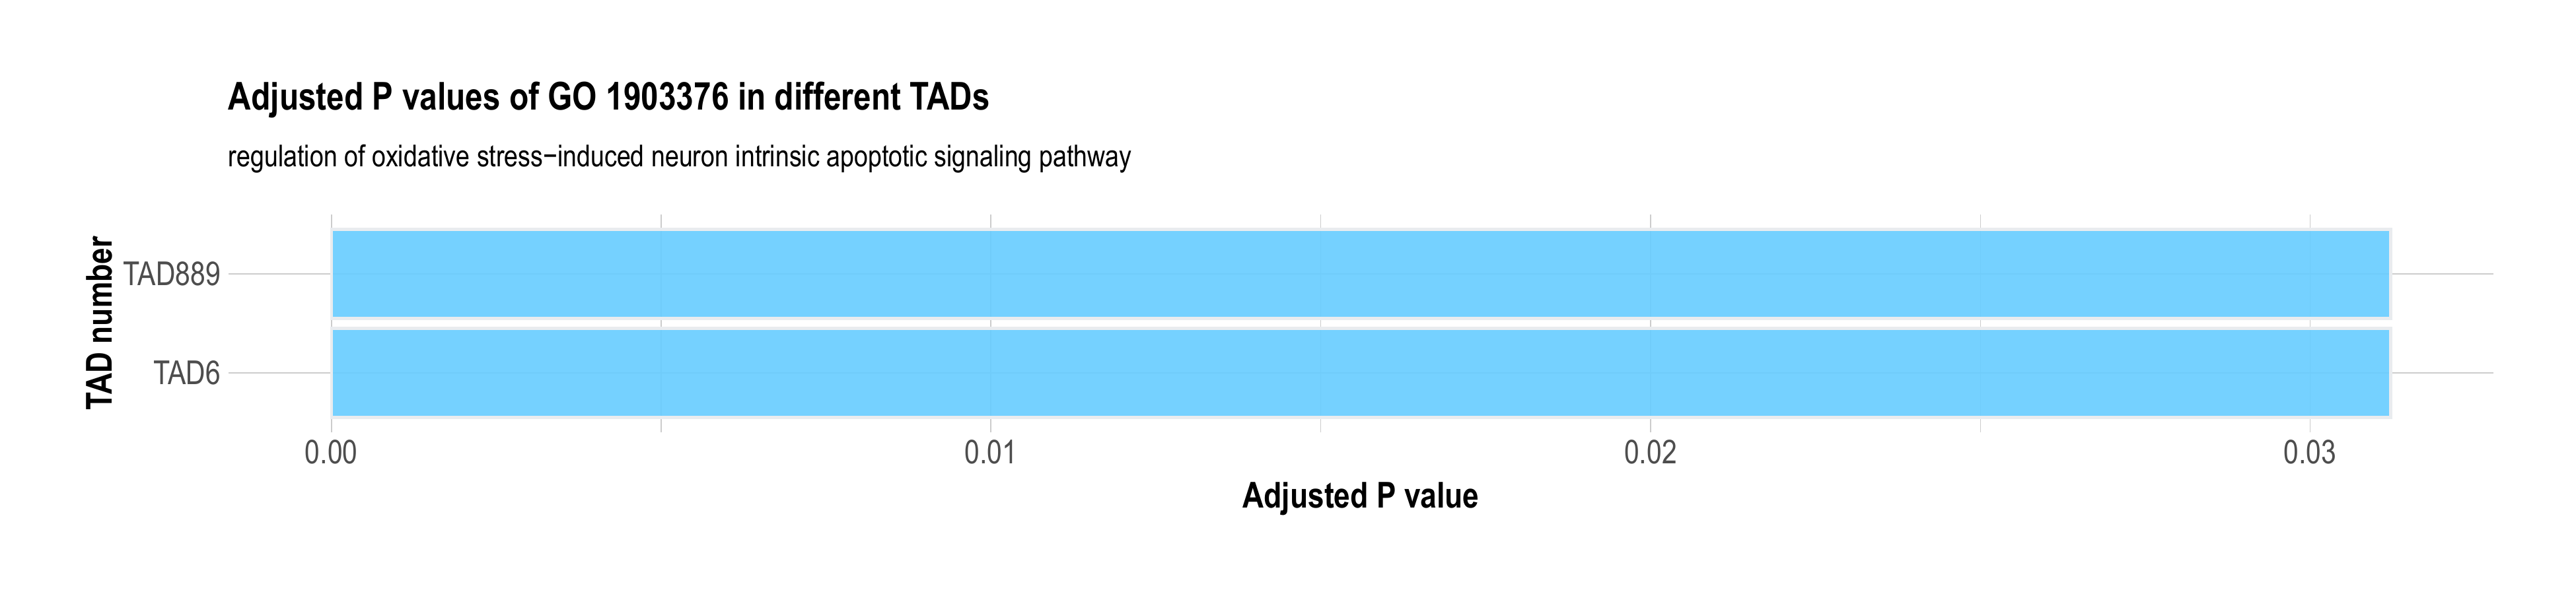 Adjusted P values of GO 1903376 in different TADs
regulation of oxidative stress−induced neuron intrinsic apoptotic signaling pathway
TAD number
TAD889
TAD6
0.00
0.01
0.02
0.03
Adjusted P value